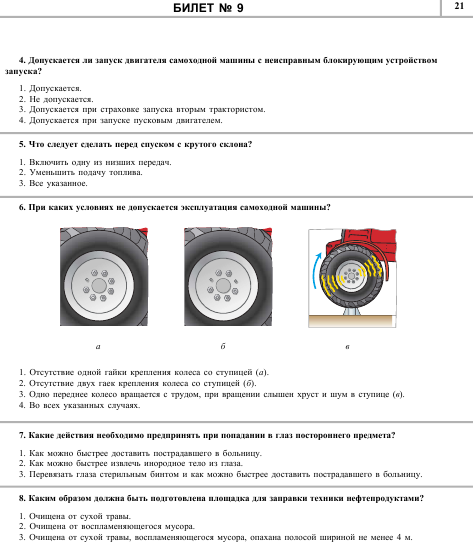 БИЛЕТ № 9
21
4. Допускается ли запуск двигателя самоходной машины с неисправным блокирующим устройством
запуска?
1. Допускается.
2. Не допускается.
3. Допускается при страховке запуска вторым трактористом.
4. Допускается при запуске пусковым двигателем.
5. Что следует сделать перед спуском с крутого склона?
1. Включить одну из низших передач.
2. Уменьшить подачу топлива.
3. Все указанное.
6. При каких условиях не допускается эксплуатация самоходной машины?
а
б
в
1. Отсутствие одной гайки крепления колеса со ступицей (а).
2. Отсутствие двух гаек крепления колеса со ступицей (б).
3. Одно переднее колесо вращается с трудом, при вращении слышен хруст и шум в ступице (в).
4. Во всех указанных случаях.
7. Какие действия необходимо предпринять при попадании в глаз постороннего предмета?
1. Как можно быстрее доставить пострадавшего в больницу.
2. Как можно быстрее извлечь инородное тело из глаза.
3. Перевязать глаза стерильным бинтом и как можно быстрее доставить пострадавшего в больницу.
8. Каким образом должна быть подготовлена площадка для заправки техники нефтепродуктами?
1. Очищена от сухой травы.
2. Очищена от воспламеняющегося мусора.
3. Очищена от сухой травы, воспламеняющегося мусора, опахана полосой шириной не менее 4 м.